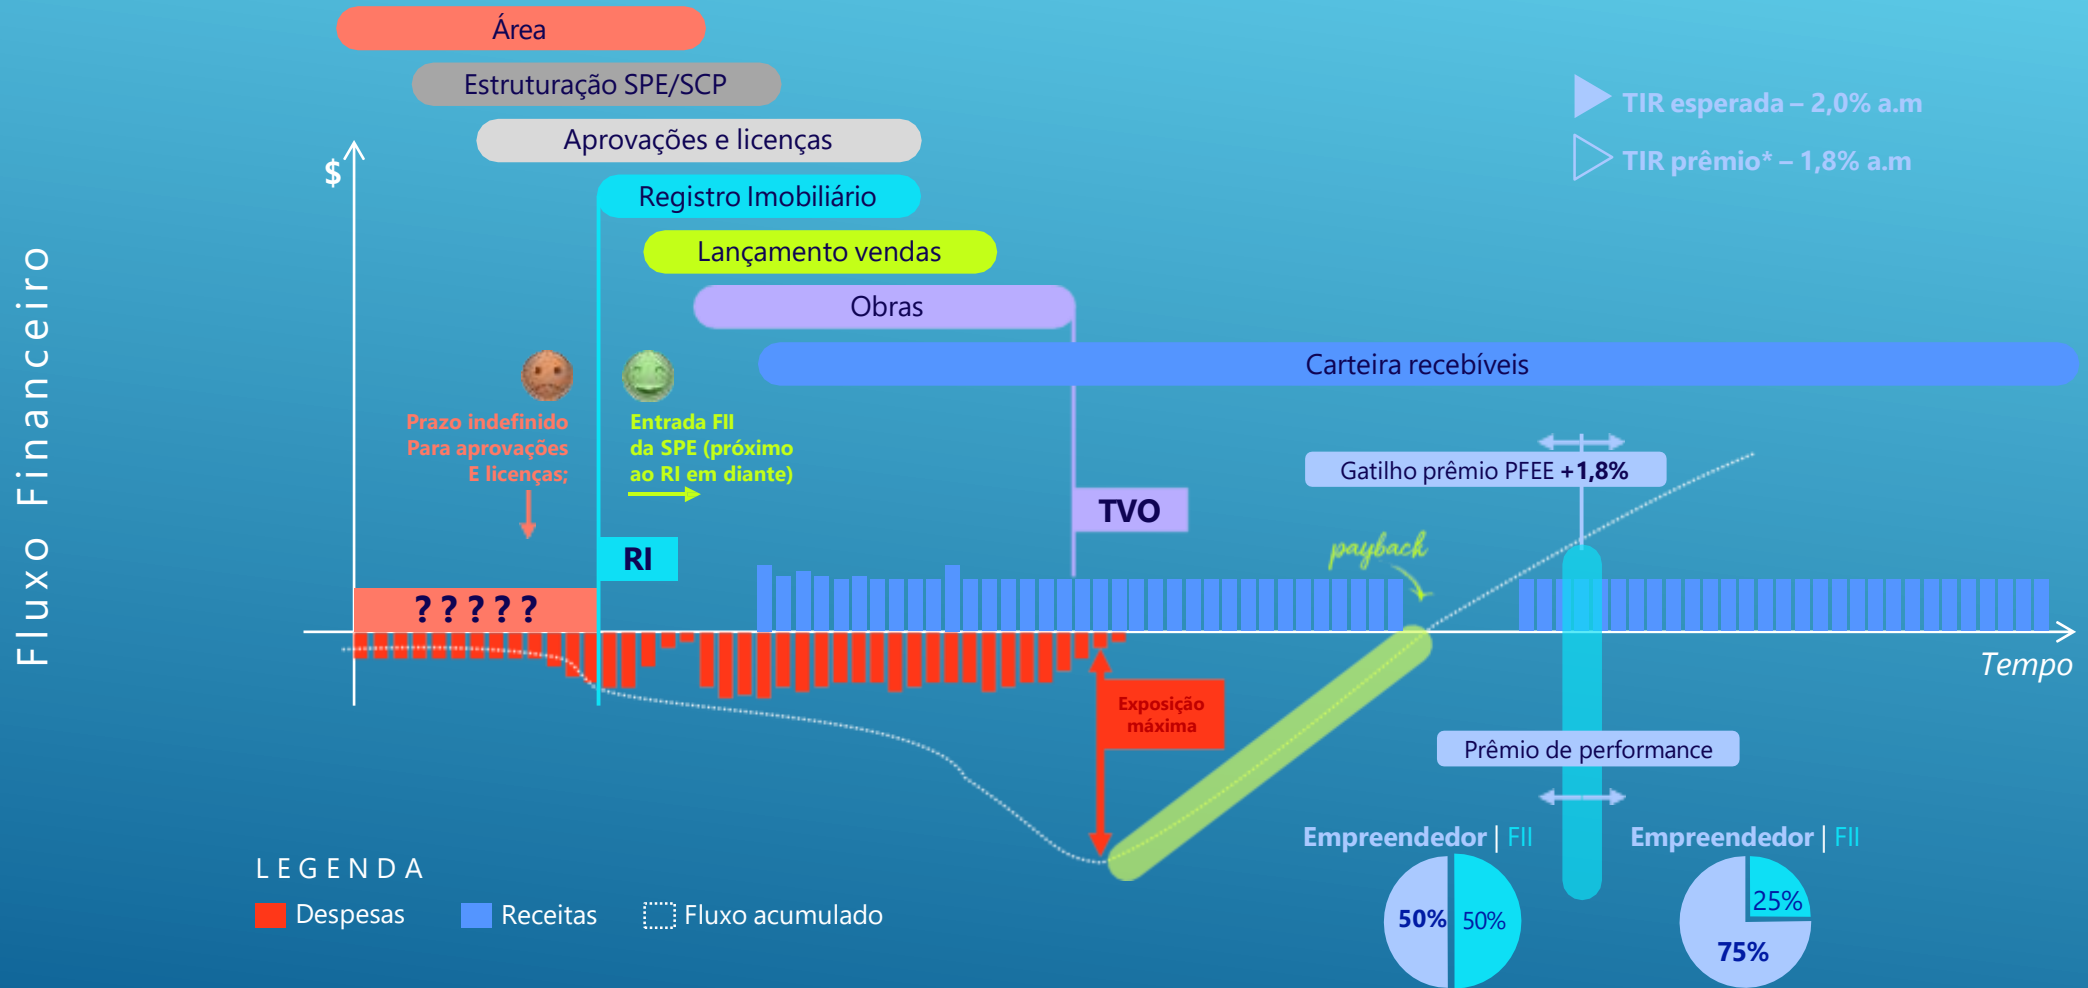 Fluxo Financeiro
Área
Estruturação SPE/SCP
Aprovações e licenças
Registro Imobiliário
Lançamento vendas
Obras
Carteira recebíveis
TIR esperada – 2,0% a.m
TIR prêmio* – 1,8% a.m
$
Prazo indefinido
Para aprovações
E licenças;
Entrada FII
da SPE (próximo
ao RI em diante)
Gatilho prêmio PFEE +1,8%
TVO
RI
payback
? ? ? ? ?
Tempo
Exposição
máxima
Prêmio de performance
Empreendedor | FII
50% 50%
Empreendedor | FII
25%
75%
LEGENDA
Despesas
Receitas
Fluxo acumulado